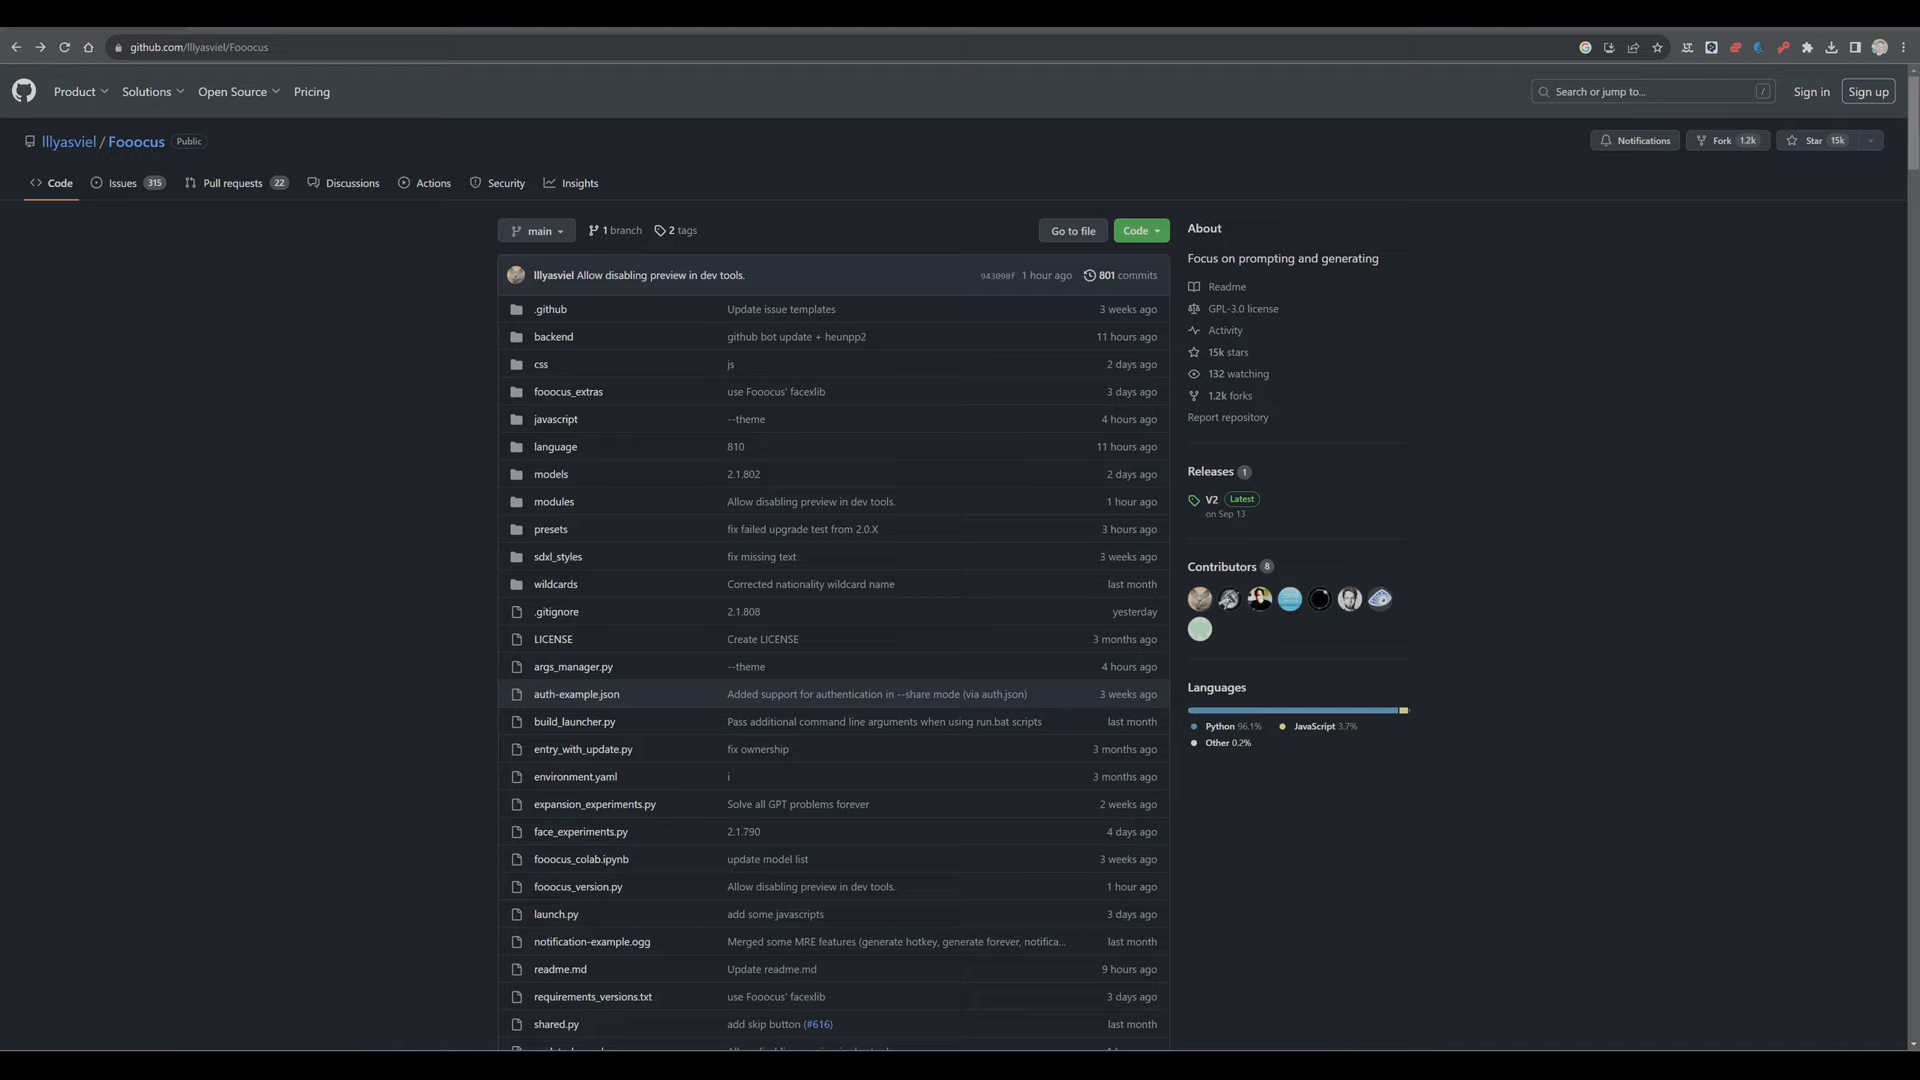 github.com/lllyasviel/Fooocus
Product Solutions Open Source Pricing Search or jump to... / Sign in Sign up
lllyasviel / Fooocus Public Notifications Fork 1.2k Star 15k
Code Issues 315 Pull requests 22 Discussions Actions Security Insights
main 1 branch 2 tags Go to file Code
lllyasviel Allow disabling preview in dev tools. 943098f 1 hour ago 801 commits
.github Update issue templates 3 weeks ago
backend github bot update + heunpp2 11 hours ago
css js 2 days ago
fooocus_extras use Fooocus' facexlib 3 days ago
javascript --theme 4 hours ago
language 810 11 hours ago
models 2.1.802 2 days ago
modules Allow disabling preview in dev tools. 1 hour ago
presets fix failed upgrade test from 2.0.X 3 hours ago
sdxl_styles fix missing text 3 weeks ago
wildcards Corrected nationality wildcard name last month
.gitignore 2.1.808 yesterday
LICENSE Create LICENSE 3 months ago
args_manager.py --theme 4 hours ago
auth-example.json Added support for authentication in --share mode (via auth.json) 3 weeks ago
build_launcher.py Pass additional command line arguments when using run.bat scripts last month
entry_with_update.py fix ownership 3 months ago
environment.yaml i 3 months ago
expansion_experiments.py Solve all GPT problems forever 2 weeks ago
face_experiments.py 2.1.790 4 days ago
fooocus_colab.ipynb update model list 3 weeks ago
fooocus_version.py Allow disabling preview in dev tools. 1 hour ago
launch.py add some javascripts 3 days ago
notification-example.ogg Merged some MRE features (generate hotkey, generate forever, notifica... last month
readme.md Update readme.md 9 hours ago
requirements_versions.txt use Fooocus' facexlib 3 days ago
shared.py add skip button (#616) last month
About
Focus on prompting and generating
Readme
GPL-3.0 license
Activity
15k stars
132 watching
1.2k forks
Report repository
Releases 1
V2 Latest
on Sep 13
Contributors 8
Languages
Python 96.1% JavaScript 3.7%
Other 0.2%